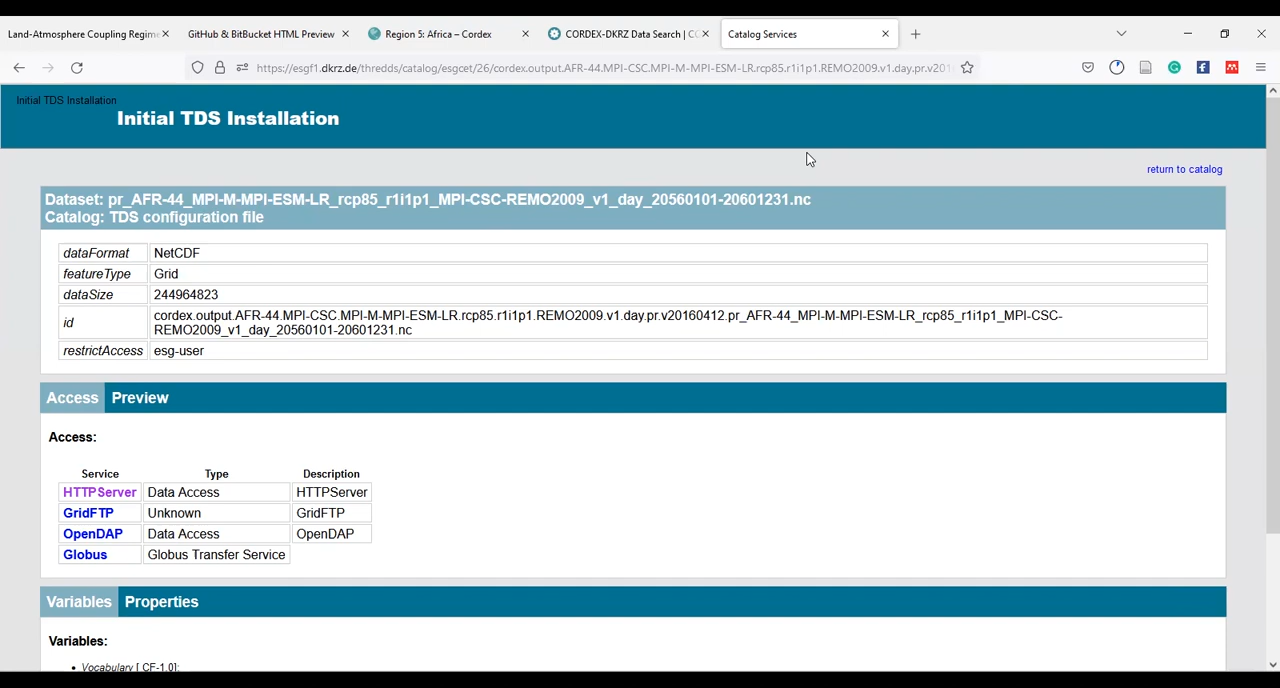 Land-Atmosphere Coupling Regime
GitHub & BitBucket HTML Preview
Region 5: Africa – Cordex
CORDEX-DKRZ Data Search | CO
Catalog Services
https://esgf1.dkrz.de/thredds/catalog/esgcet/26/cordex.output.AFR-44.MPI-CSC.MPI-M-MPI-ESM-LR.rcp85.r1i1p1.REMO2009.v1.day.pr.v201
Initial TDS Installation
Initial TDS Installation
return to catalog
Dataset: pr_AFR-44_MPI-M-MPI-ESM-LR_rcp85_r1i1p1_MPI-CSC-REMO2009_v1_day_20560101-20601231.nc
Catalog: TDS configuration file
dataFormat NetCDF
featureType Grid
dataSize 244964823
id cordex.output.AFR-44.MPI-CSC.MPI-M-MPI-ESM-LR.rcp85.r1i1p1.REMO2009.v1.day.pr.v20160412.pr_AFR-44_MPI-M-MPI-ESM-LR_rcp85_r1i1p1_MPI-CSC-
REMO2009_v1_day_20560101-20601231.nc
restrictAccess esg-user
Access Preview
Access:
Service Type Description
HTTPServer Data Access HTTPServer
GridFTP Unknown GridFTP
OpenDAP Data Access OpenDAP
Globus Globus Transfer Service
Variables Properties
Variables:
• Vocabulary [ CF-1.0]: